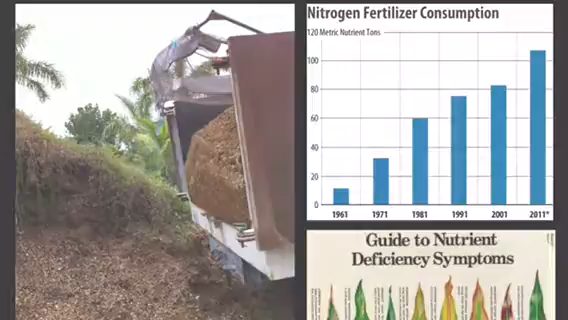 Nitrogen Fertilizer Consumption
120 Metric Nutrient Tons
100
80
60
40
20
0
1961 1971 1981 1991 2001 2011*
Guide to Nutrient
Deficiency Symptoms